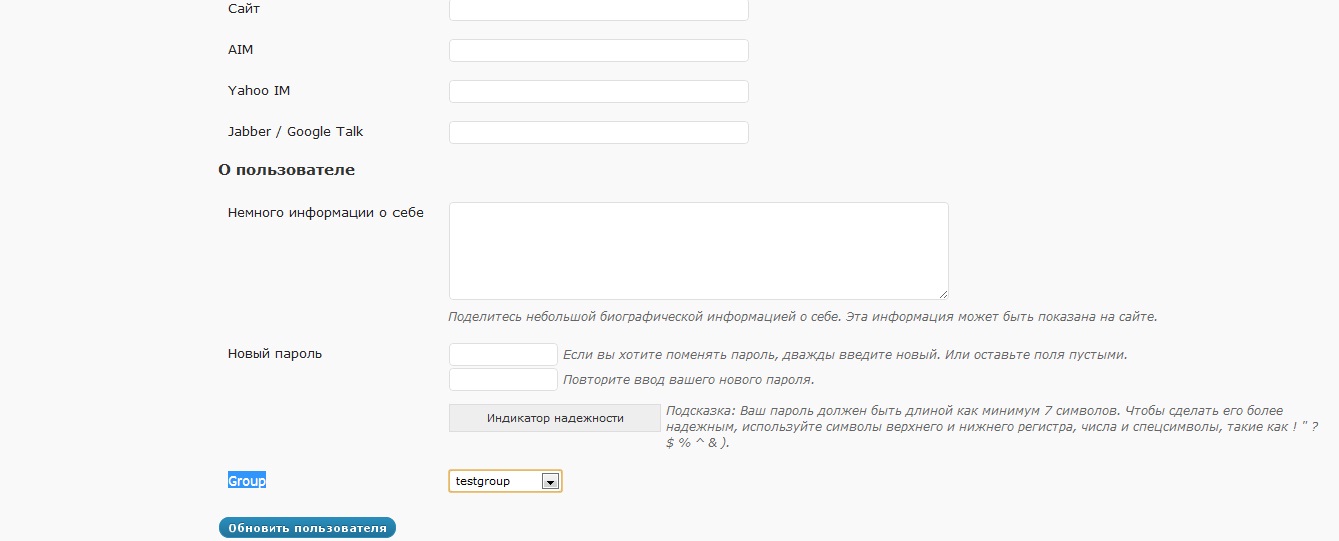 Сайт
AIM
Yahoo IM
Jabber / Google Talk
О пользователе
Немного информации о себе
Поделитесь небольшой биографической информацией о себе. Эта информация может быть показана на сайте.
Новый пароль
Если вы хотите поменять пароль, дважды введите новый. Или оставьте поля пустыми.
Повторите ввод вашего нового пароля.
Индикатор надежности
Подсказка: Ваш пароль должен быть длиной как минимум 7 символов. Чтобы сделать его более
надежным, используйте символы верхнего и нижнего регистра, числа и спецсимволы, такие как ! " ?
$ % ^ & ).
Group
testgroup
Обновить пользователя